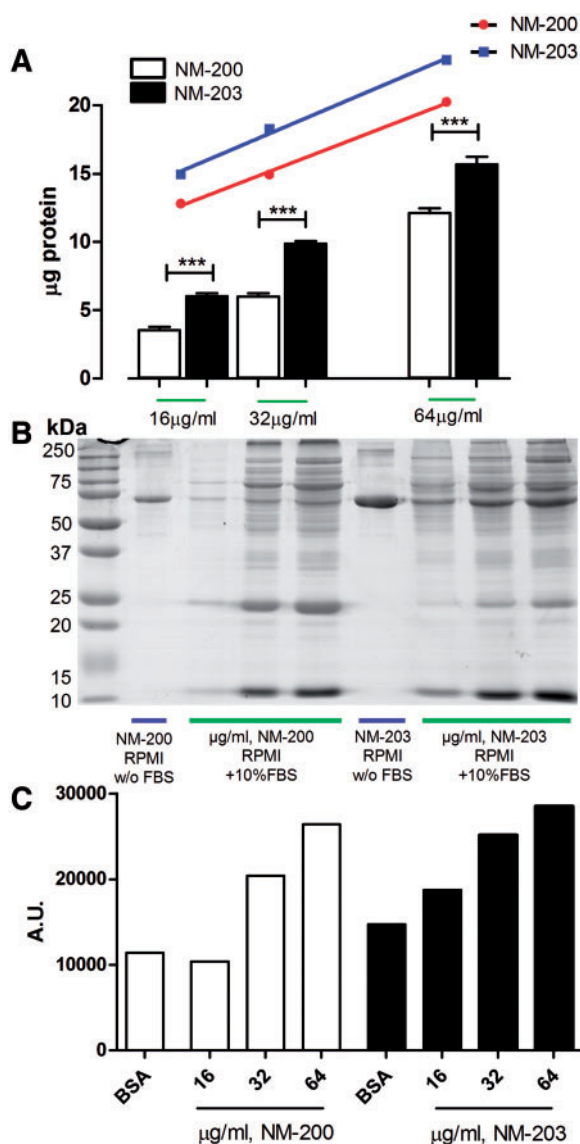 A
NM-200
NM-203
NM-200
NM-203
µg protein
20
15
10
5
0
***
***
***
16µg/ml
32µg/ml
64µg/ml
B
kDa
250
75
50
37
25
20
15
10
NM-200
RPMI
w/o FBS
µg/ml, NM-200
RPMI
+10%FBS
NM-203
RPMI
w/o FBS
µg/ml, NM-203
RPMI
+10%FBS
C
A.U.
30000
20000
10000
0
BSA 16 32 64 BSA 16 32 64
µg/ml, NM-200 µg/ml, NM-203